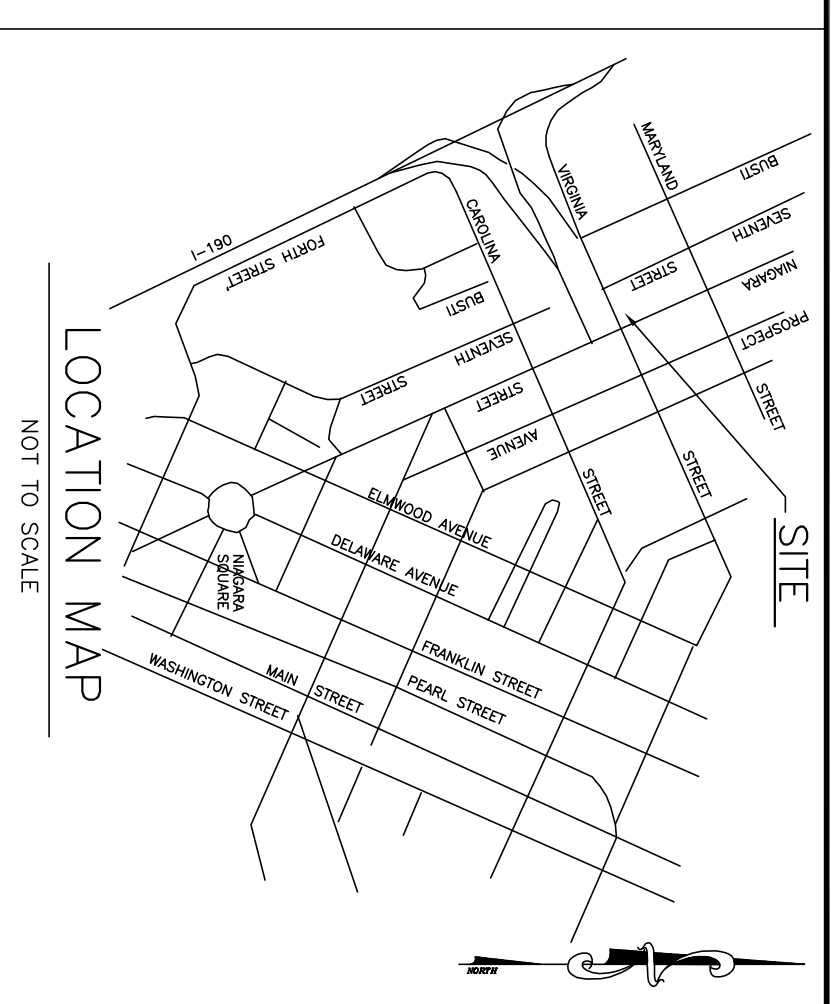 SITE
BUSTI
SEVENTH
STREET
NIAGARA
PROSPECT
MARYLAND
STREET
VIRGINIA
STREET
CAROLINA
STREET
I-190
FORTH STREET
BUSTI
SEVENTH
STREET
STREET
AVENUE
ELMWOOD AVENUE
DELAWARE AVENUE
NIAGARA
SQUARE
FRANKLIN STREET
PEARL STREET
MAIN STREET
WASHINGTON STREET
LOCATION MAP
NOT TO SCALE
NORTH